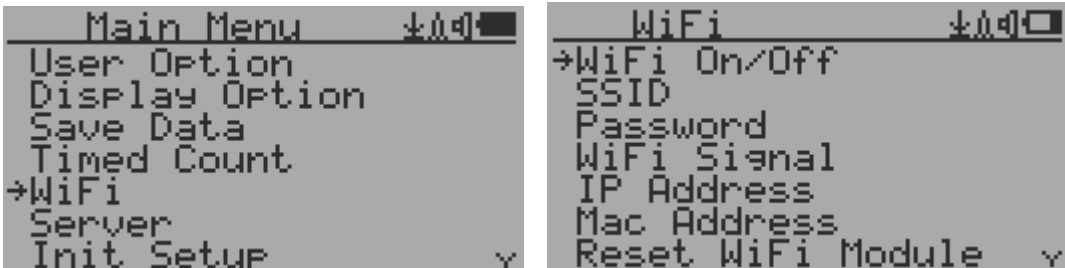 Main Menu
User Option
Display Option
Save Data
Timed Count
→WiFi
Server
Init Setup
WiFi
→WiFi On/Off
SSID
Password
WiFi Signal
IP Address
Mac Address
Reset WiFi Module